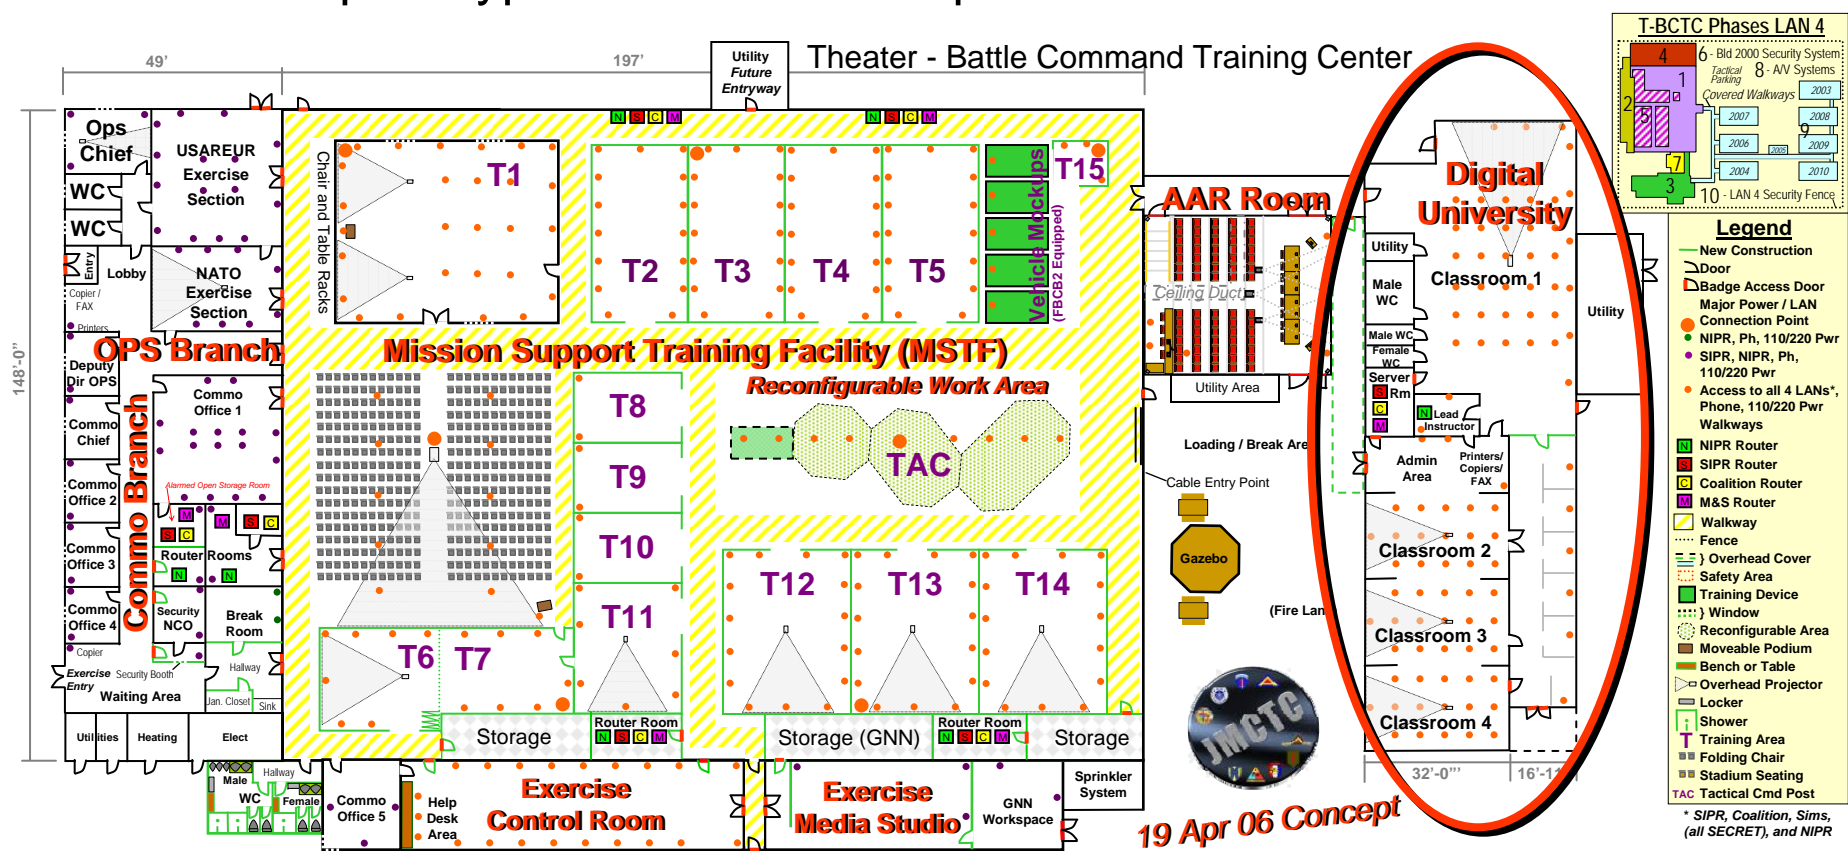 Theater - Battle Command Training Center
49’
197’
148’-0”
Utility
Future
Entryway
Ops
Chief
WC
WC
USAREUR
Exercise
Section
Entry
Lobby
NATO
Exercise
Section
Copier /
FAX
Printers
OPS Branch
Deputy
Dir OPS
Commo
Chief
Commo
Office 1
Commo Branch
Commo
Office 2
Alarmed Open Storage Room
M
M
S
C
S
C
Commo
Office 3
Router Rooms
N
N
Commo
Office 4
Security
NCO
Break
Room
Copier
Exercise
Entry
Security Booth
Hallway
Waiting Area
Jan. Closet
Sink
Utilities
Heating
Elect
Male
WC
Hallway
Female
Commo
Office 5
Help
Desk
Area
Exercise
Control Room
Exercise
Media Studio
GNN
Workspace
Sprinkler
System
Chair and Table Racks
T1
N S C M
N S C M
T2
T3
T4
T5
Vehicle Mockups
(FBCB2 Equipped)
T15
Mission Support Training Facility (MSTF)
Reconfigurable Work Area
TAC
T8
T9
T10
T11
T6
T7
T12
T13
T14
Storage
Router Room
N S C M
Storage (GNN)
Router Room
N S C M
Storage
AAR Room
Ceiling Duct
Utility Area
Loading / Break
Cable Entry Point
Gazebo
(Fire
JMCTC
19 Apr 06 Concept
Digital
University
Classroom 1
Utility
Male
WC
Male WC
Female
WC
Server
Rm
S
C
M
N Lead
Instructor
Utility
Admin
Area
Printers/
Copiers/
FAX
Classroom 2
Classroom 3
Classroom 4
32’-0”’
T-BCTC Phases LAN 4
4
6 - Bld 2000 Security System
Tactical
Parking
8 - A/V Systems
1
Covered Walkways
2
5
7
3
9
2003
2007
2008
2006
2005
2009
2004
2010
10 - LAN 4 Security Fence
Legend
New Construction
Door
Badge Access Door
Major Power / LAN
Connection Point
NIPR, Ph, 110/220 Pwr
SIPR, NIPR, Ph,
110/220 Pwr
Access to all 4 LANs*,
Phone, 110/220 Pwr
Walkways
N NIPR Router
S SIPR Router
C Coalition Router
M M&S Router
Walkway
Fence
} Overhead Cover
Safety Area
Training Device
} Window
Reconfigurable Area
Moveable Podium
Bench or Table
Overhead Projector
Locker
Shower
T Training Area
Folding Chair
Stadium Seating
TAC Tactical Cmd Post
* SIPR, Coalition, Sims,
(all SECRET), and NIPR